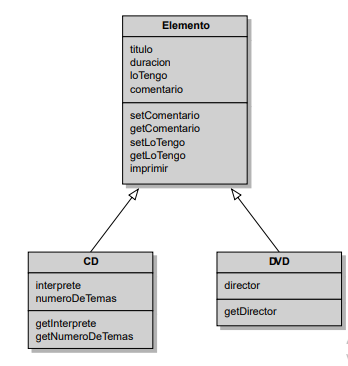 Elemento
titulo
duracion
loTengo
comentario
setComentario
getComentario
setLoTengo
getLoTengo
imprimir
CD
interprete
numeroDeTemas
getInterprete
getNumeroDeTemas
DVD
director
getDirector